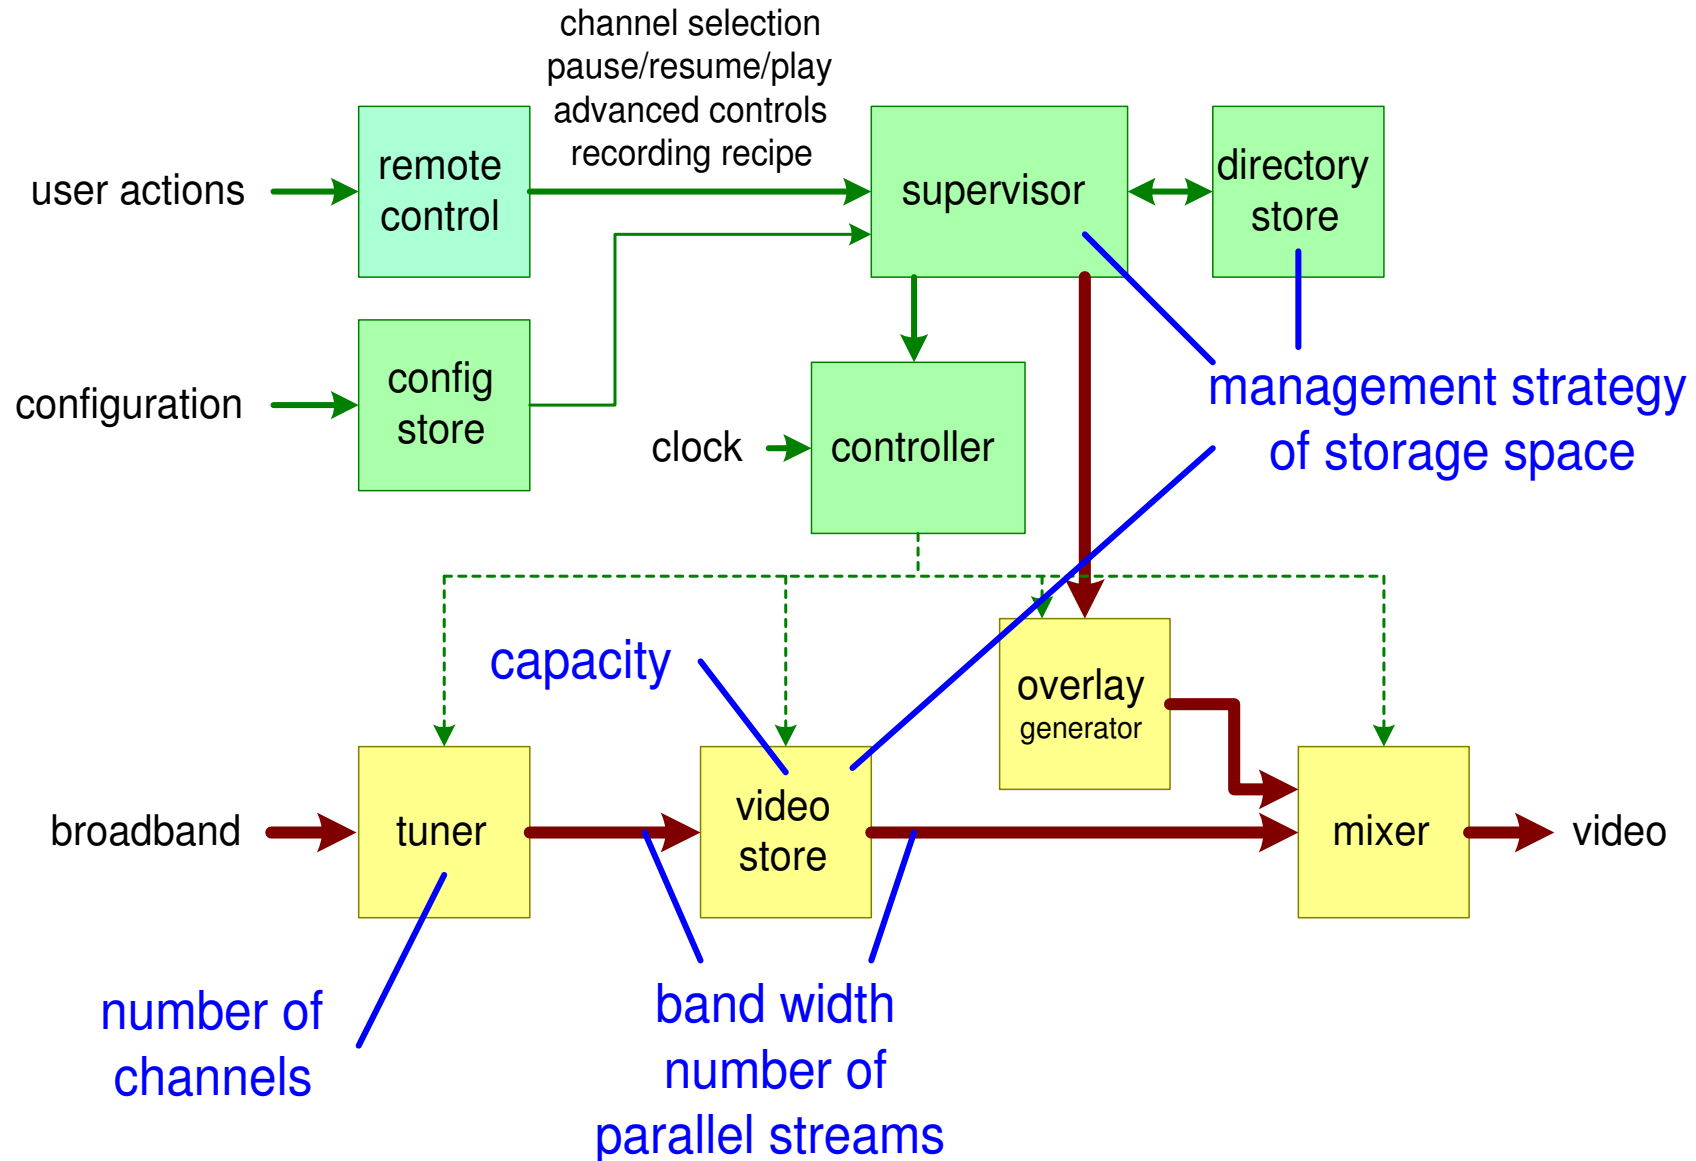 channel selection
pause/resume/play
advanced controls
recording recipe
user actions
remote
control
supervisor
directory
store
configuration
config
store
clock
controller
management strategy
of storage space
capacity
overlay
generator
broadband
tuner
video
store
mixer
video
number of
channels
band width
number of
parallel streams